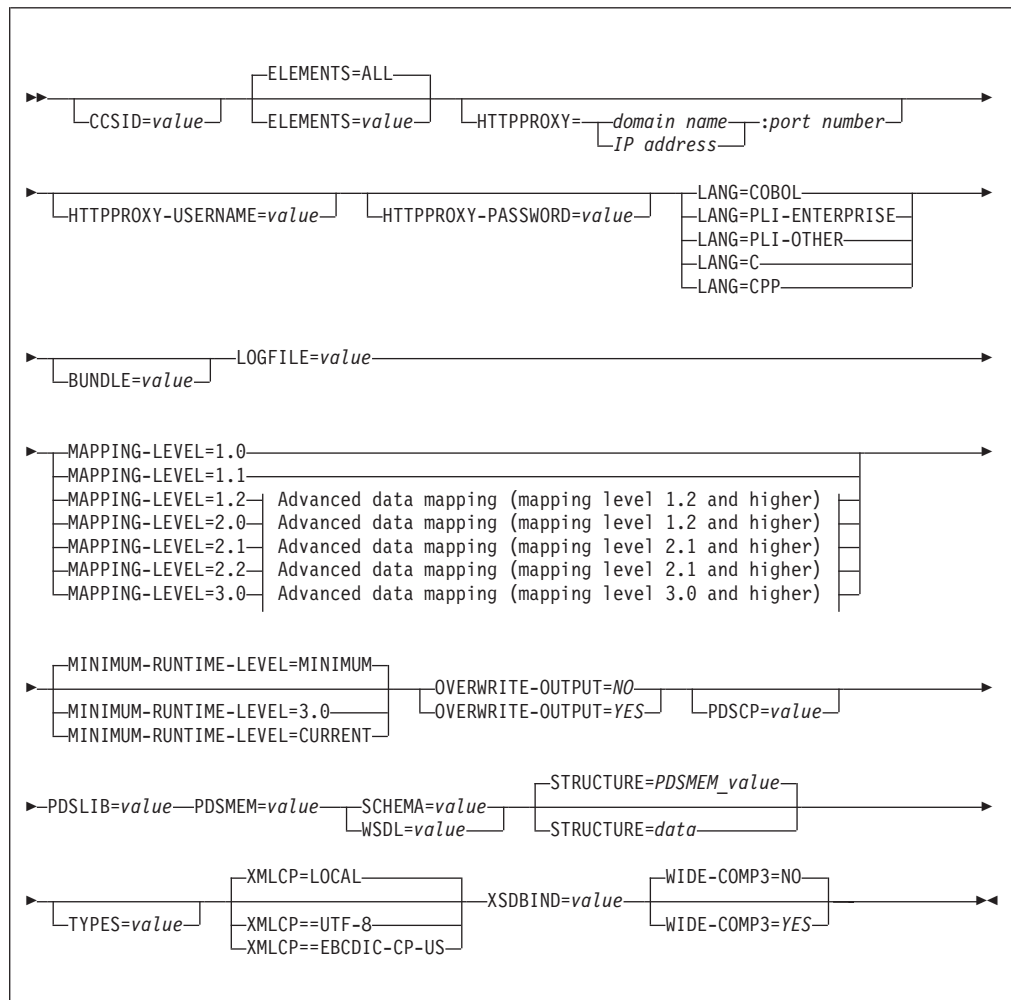 ELEMENTS=ALL
CCSID=value ELEMENTS=value HTTPPROXY= domain name :port number
IP address
HTTPPROXY-USERNAME=value HTTPPROXY-PASSWORD=value LANG=COBOL
LANG=PLI-ENTERPRISE
LANG=PLI-OTHER
LANG=C
LANG=CPP
LOGFILE=value
BUNDLE=value
MAPPING-LEVEL=1.0
MAPPING-LEVEL=1.1
MAPPING-LEVEL=1.2 Advanced data mapping (mapping level 1.2 and higher)
MAPPING-LEVEL=2.0 Advanced data mapping (mapping level 1.2 and higher)
MAPPING-LEVEL=2.1 Advanced data mapping (mapping level 2.1 and higher)
MAPPING-LEVEL=2.2 Advanced data mapping (mapping level 2.1 and higher)
MAPPING-LEVEL=3.0 Advanced data mapping (mapping level 3.0 and higher)
MINIMUM-RUNTIME-LEVEL=MINIMUM
OVERWRITE-OUTPUT=NO
MINIMUM-RUNTIME-LEVEL=3.0 OVERWRITE-OUTPUT=YES PDSCP=value
MINIMUM-RUNTIME-LEVEL=CURRENT
STRUCTURE=PDSMEM_value
PDSLIB=value PDSMEM=value SCHEMA=value
WSDL=value STRUCTURE=data
XMLCP=LOCAL WIDE-COMP3=NO
XSDBIND=value
TYPES=value XMLCP==UTF-8 WIDE-COMP3=YES
XMLCP==EBCDIC-CP-US